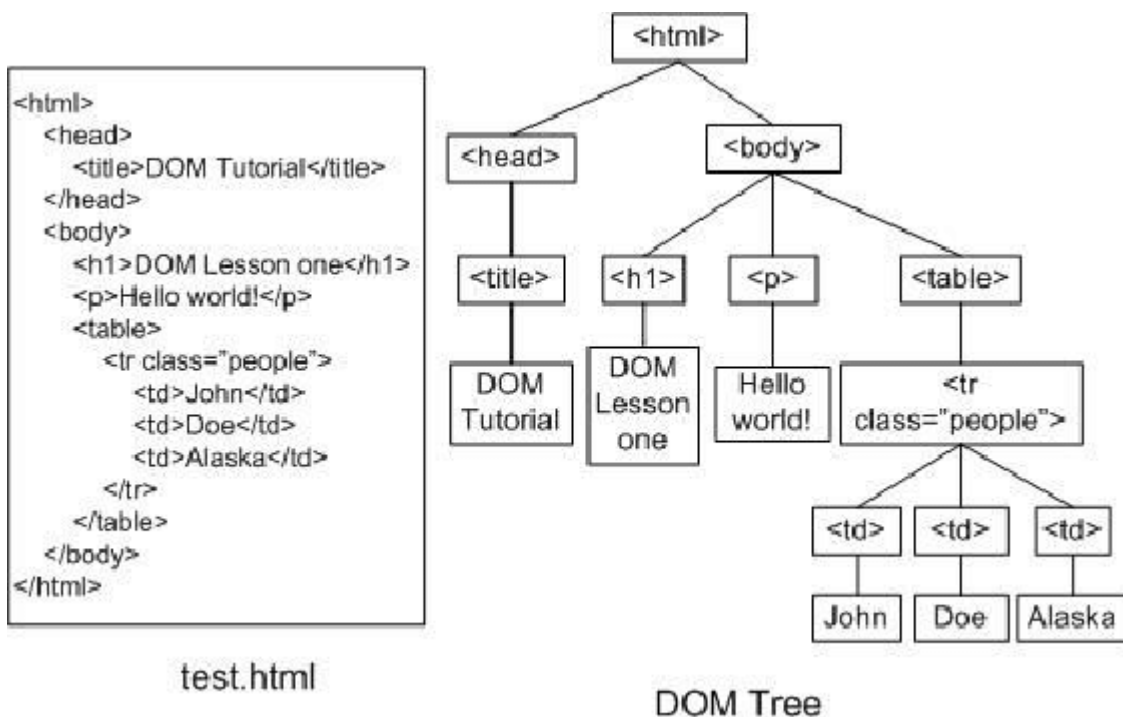 <html>
<head>
<title>DOM Tutorial</title>
</head>
<body>
<h1>DOM Lesson one</h1>
<p>Hello world!</p>
<table>
<tr class=”people”>
<td>John</td>
<td>Doe</td>
<td>Alaska</td>
</tr>
</table>
</body>
</html>
test.html
<html>
<head>
<body>
<title>
<h1>
<p>
<table>
DOM
Tutorial
DOM
Lesson
one
Hello
world!
<tr
class=”people”>
<td>
<td>
<td>
John
Doe
Alaska
DOM Tree